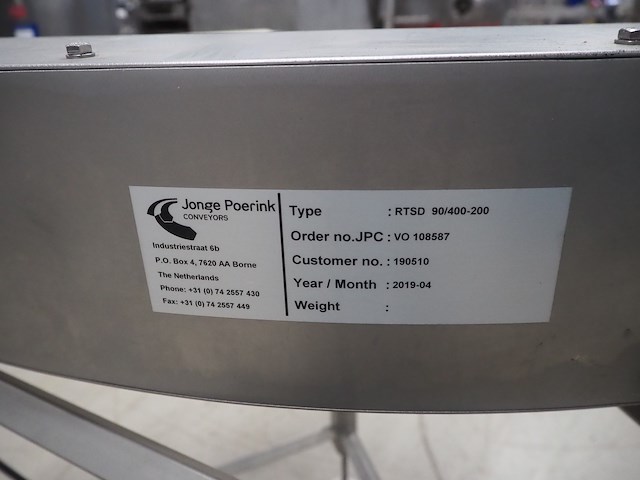 Jonge Poerink
CONVEYORS
Industriestraat 6b
P.O. Box 4, 7620 AA Borne
The Netherlands
Phone: +31 (0) 74 2557 430
Fax: +31 (0) 74 2557 449
Type : RTSD 90/400-200
Order no.JPC : VO 108587
Customer no. : 190510
Year / Month : 2019-04
Weight :